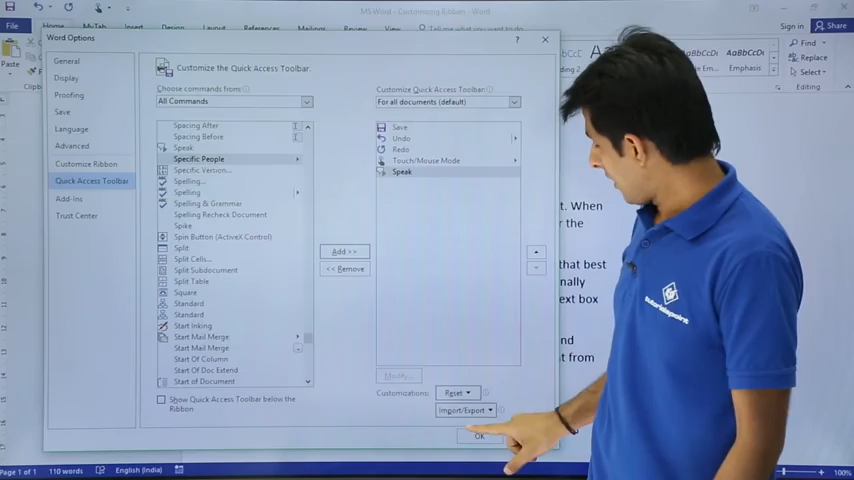 MS-Word - Customising Ribbon - Word
File
Home
MyTab
Insert
Design
Layout
References
Mailings
Review
Tell me what you want to do
Sign in
Share
Paste
Find
Replace
Select
Editing
AaBbCcDc
AaBbCcDc
Subtle Em...
Emphasis
Word Options
General
Display
Proofing
Save
Language
Advanced
Customize Ribbon
Quick Access Toolbar
Add-Ins
Trust Center
Customize the Quick Access Toolbar.
Choose commands from:
All Commands
Spacing After
Spacing Before
Speak
Specific People
Specific Version...
Spelling...
Spelling
Spelling & Grammar
Spelling Recheck Document
Spike
Spin Button (ActiveX Control)
Split
Split Cells...
Split Subdocument
Split Table
Square
Standard
Standard
Start Inking
Start Mail Merge
Start Mail Merge
Start Of Column
Start Of Doc Extend
Start of Document
Show Quick Access Toolbar below the
Ribbon
Add >>
<< Remove
Customize Quick Access Toolbar:
For all documents (default)
Save
Undo
Redo
Touch/Mouse Mode
Speak
Modify...
Customizations:
Reset
Import/Export
OK
t. When
r the
that best
nally
ext box
nd
t from
tutorialspoint
Page 1 of 1
110 words
English (India)
100%